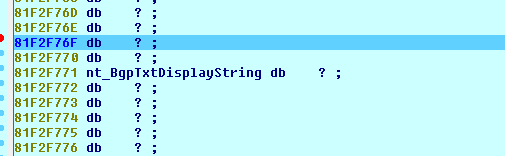 81F2F76D db    ? ;
81F2F76E db    ? ;
81F2F76F db    ? ;
81F2F770 db    ? ;
81F2F771 nt_BgpTxtDisplayString db    ? ;
81F2F772 db    ? ;
81F2F773 db    ? ;
81F2F774 db    ? ;
81F2F775 db    ? ;
81F2F776 db    ? ;